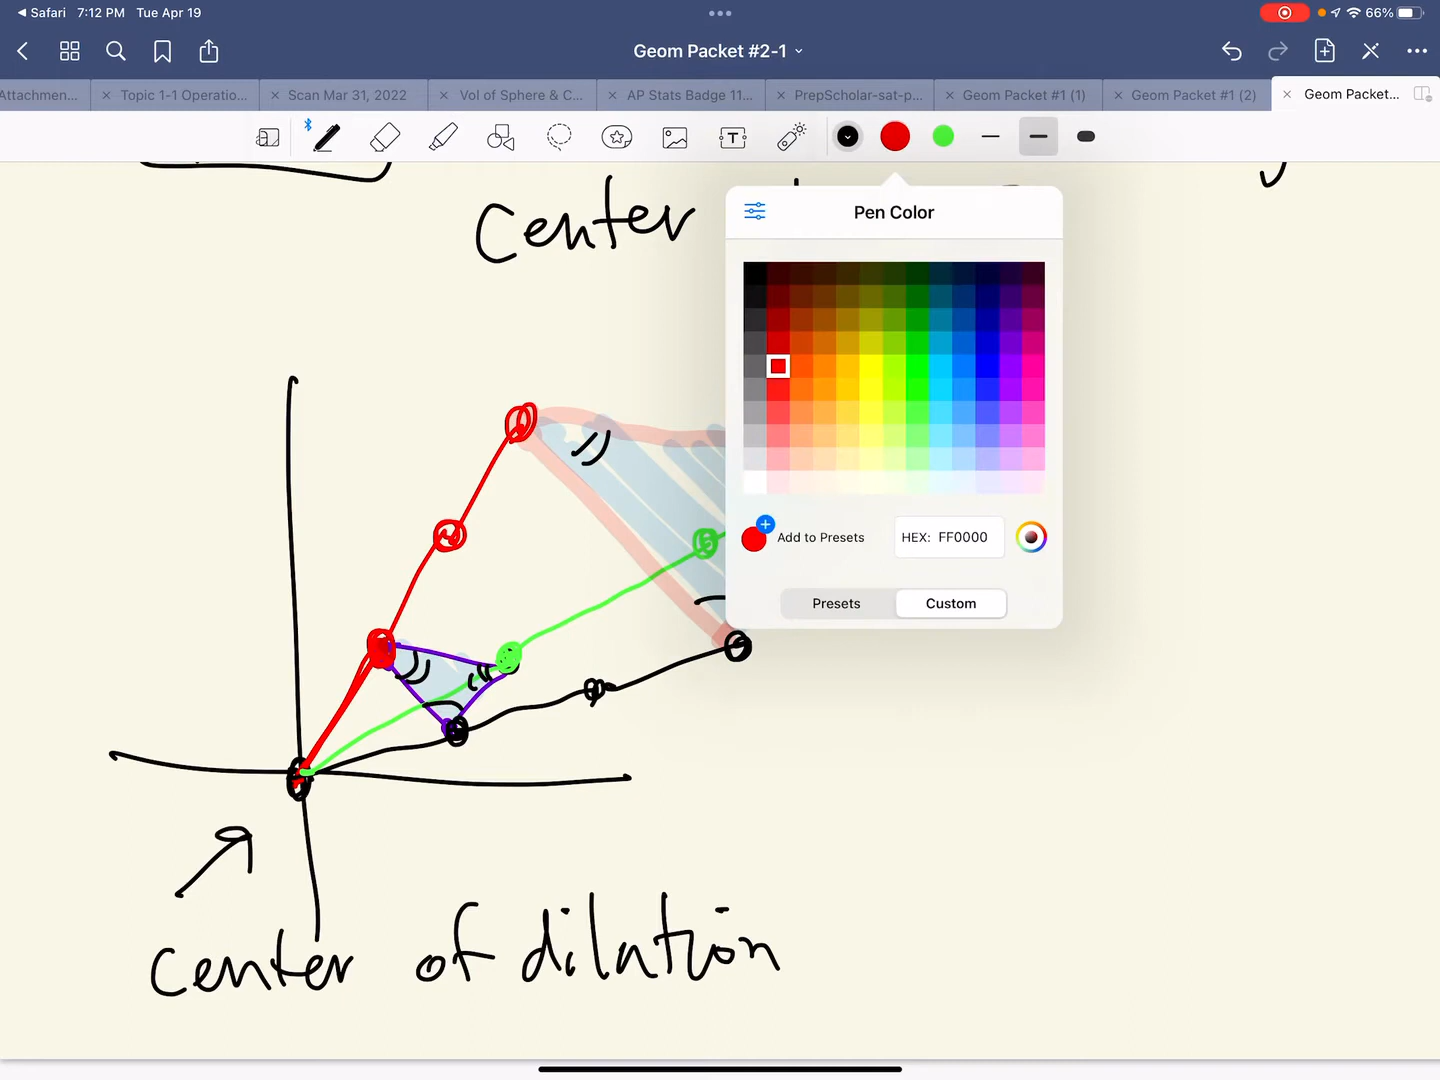 Safari 7:12 PM Tue Apr 19 66%
Geom Packet #2-1
Attachmen... Topic 1-1 Operatio... Scan Mar 31, 2022 Vol of Sphere & C... AP Stats Badge 11... PrepScholar-sat-p... Geom Packet #1 (1) Geom Packet #1 (2) Geom Packet...
Center
Pen Color
Add to Presets HEX: FF0000
Presets Custom
center of dilation